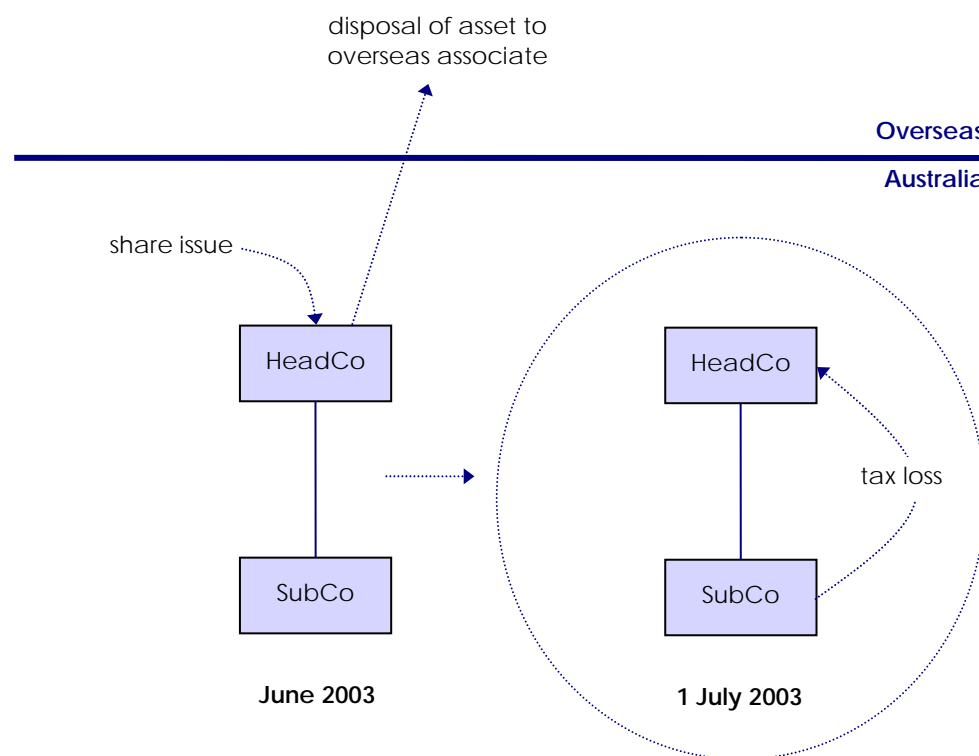 disposal of asset to
overseas associate
Overseas
Australia
share issue
HeadCo
HeadCo
tax loss
SubCo
SubCo
June 2003
1 July 2003